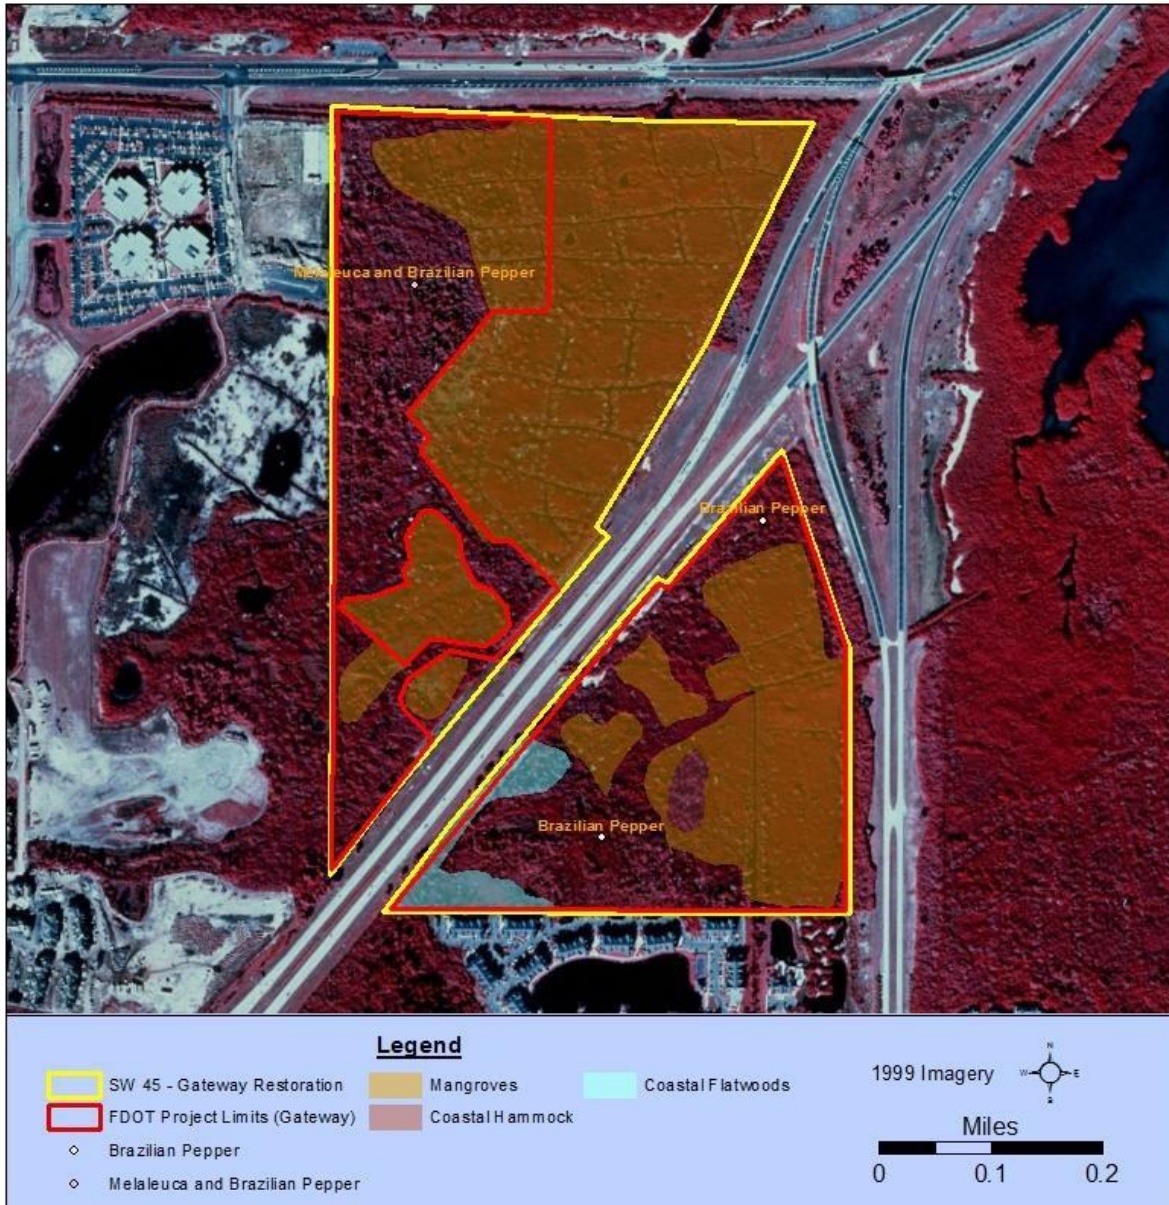 Melaleuca and Brazilian Pepper
Brazilian Pepper
Brazilian Pepper
Legend
SW 45 - Gateway Restoration
Mangroves
Coastal Flatwoods
FDOT Project Limits (Gateway)
Coastal Hammock
Brazilian Pepper
Melaleuca and Brazilian Pepper
1999 Imagery
N
W
E
S
Miles
0
0.1
0.2